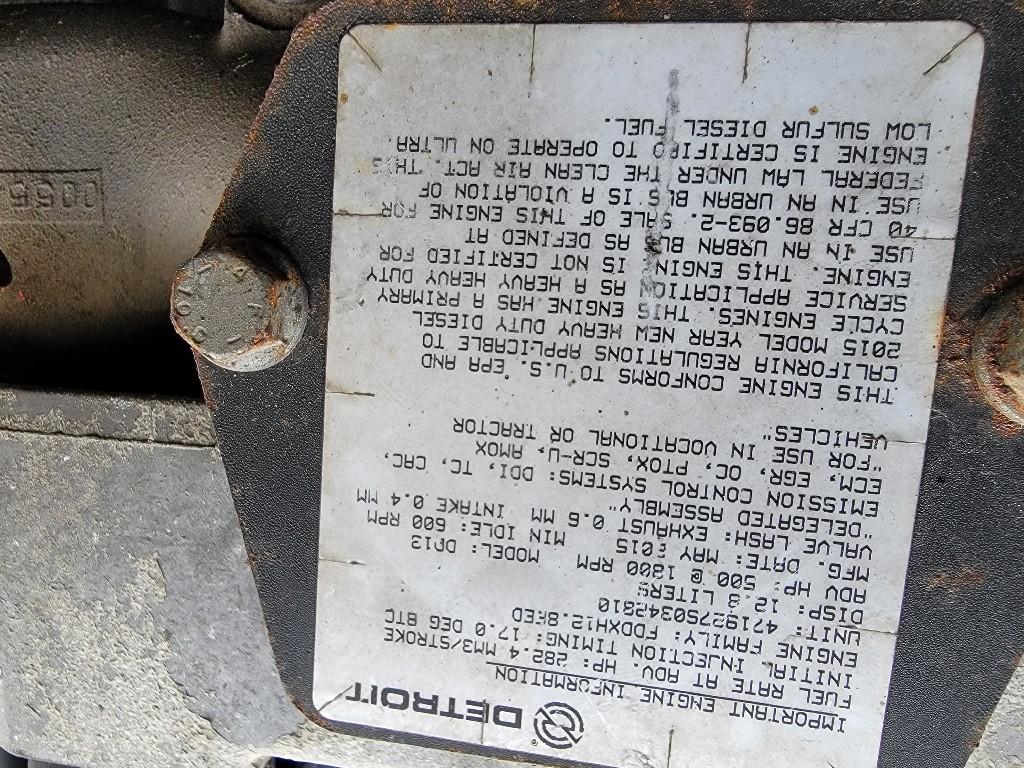 DETROIT®
IMPORTANT ENGINE INFORMATION
FUEL RATE AT ADV. HP: 282.4 MM3/STROKE
INITIAL INJECTION TIMING: 17.0 DEG BTC
ENGINE FAMILY: FDDXH12.8FED
UNIT: 471927S0342810
DISP: 12.8 LITERS MODEL: DD13
ADV HP: 500 @ 1800 RPM MIN IDLE: 600 RPM
MFG. DATE: MAY 2015
VALVE LASH: EXHAUST 0.6 MM INTAKE 0.4 MM
"DELEGATED ASSEMBLY"
EMISSION CONTROL SYSTEMS: DDI, TC, CAC,
ECM, EGR, OC, PTOX, SCR-U, AMOX
"FOR USE IN VOCATIONAL OR TRACTOR
VEHICLES"
THIS ENGINE CONFORMS TO U.S. EPA AND
CALIFORNIA REGULATIONS APPLICABLE TO
2015 MODEL YEAR NEW HEAVY DUTY DIESEL
CYCLE ENGINES. THIS ENGINE HAS A PRIMARY
SERVICE APPLICATION AS A HEAVY HEAVY DUTY
ENGINE. THIS ENGINE IS NOT CERTIFIED FOR
USE IN AN URBAN BUS AS DEFINED AT
40 CFR 86.093-2. SALE OF THIS ENGINE FOR
USE IN AN URBAN BUS IS A VIOLATION OF
FEDERAL LAW UNDER THE CLEAN AIR ACT. THIS
ENGINE IS CERTIFIED TO OPERATE ON ULTRA
LOW SULFUR DIESEL FUEL.